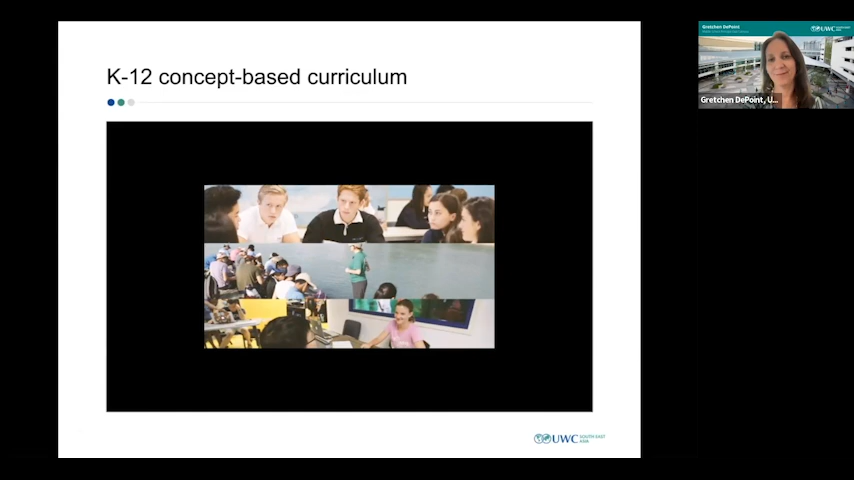 K-12 concept-based curriculum
Gretchen DePoint
UWC
Gretchen DePoint, U...
UWC SOUTH EAST
ASIA